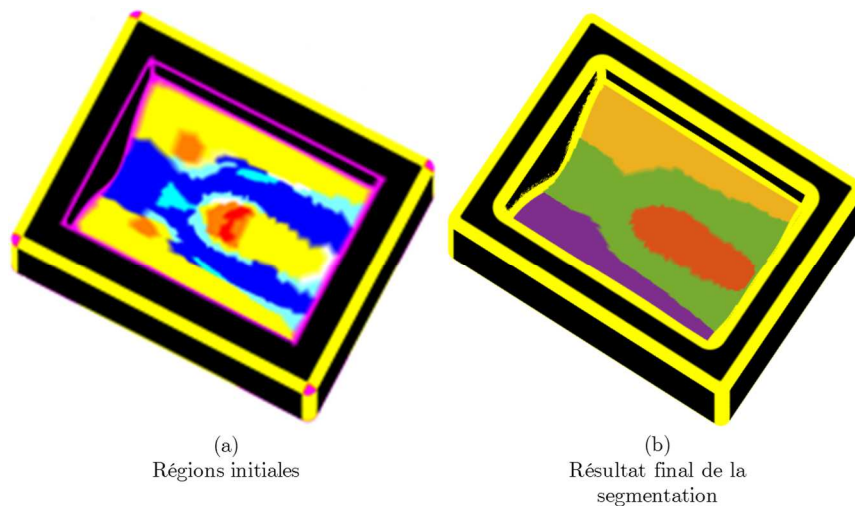 (a)
Régions initiales
(b)
Résultat final de la
segmentation